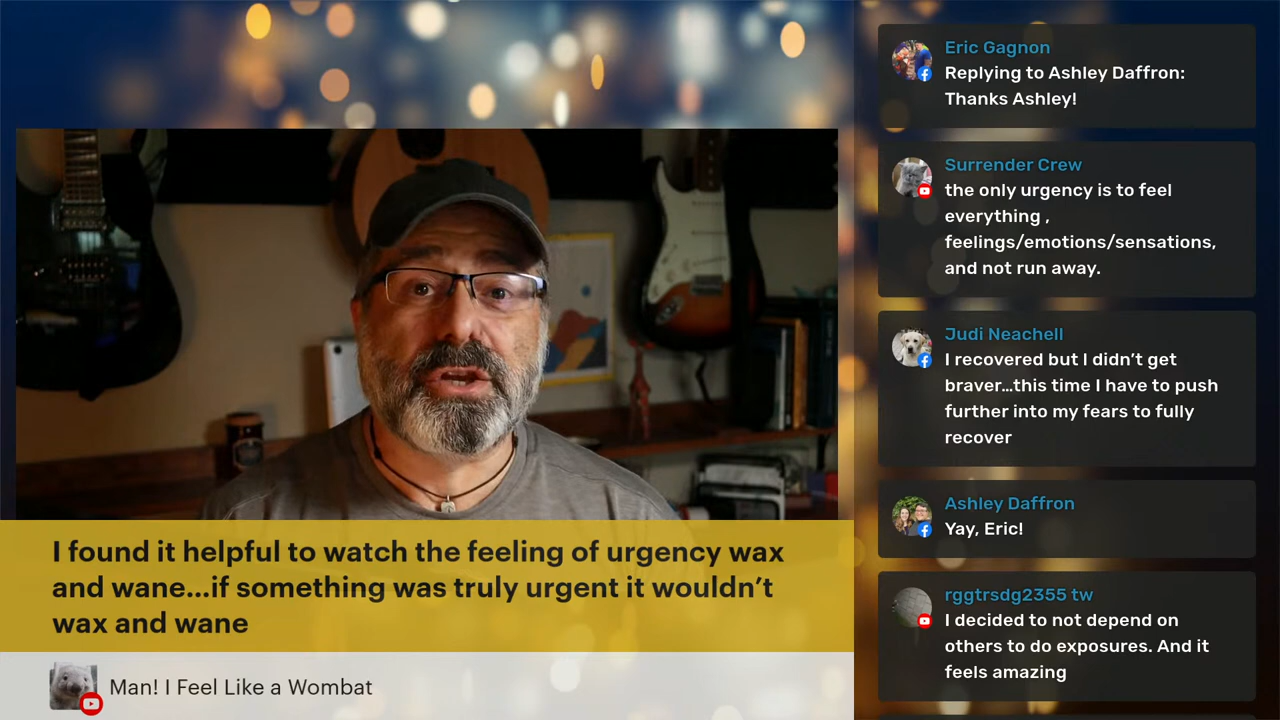 I found it helpful to watch the feeling of urgency wax
and wane...if something was truly urgent it wouldn’t
wax and wane
Man! I Feel Like a Wombat
Eric Gagnon
Replying to Ashley Daffron:
Thanks Ashley!
Surrender Crew
the only urgency is to feel
everything ,
feelings/emotions/sensations,
and not run away.
Judi Neachell
I recovered but I didn’t get
braver...this time I have to push
further into my fears to fully
recover
Ashley Daffron
Yay, Eric!
rggtrsdg2355 tw
I decided to not depend on
others to do exposures. And it
feels amazing